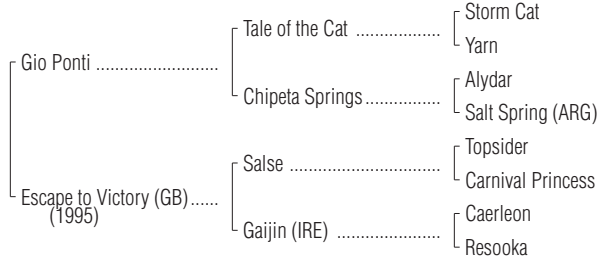 Storm Cat
Tale of the Cat ..................
Yarn
Gio Ponti ..........................
Alydar
Chipeta Springs................
Salt Spring (ARG)
Topsider
Salse ................................
Carnival Princess
Escape to Victory (GB)......
(1995)
Caerleon
Gaijin (IRE) ......................
Resooka